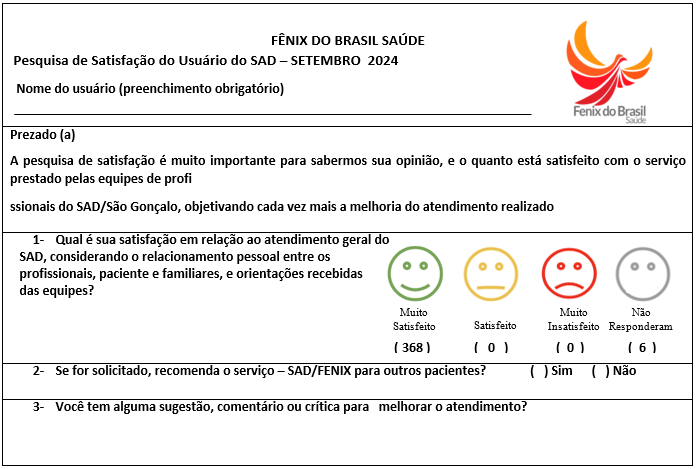 FÊNIX DO BRASIL SAÚDE
Pesquisa de Satisfação do Usuário do SAD – SETEMBRO 2024
Nome do usuário (preenchimento obrigatório)
Fenix do Brasil
Saúde
Prezado (a)
A pesquisa de satisfação é muito importante para sabermos sua opinião, e o quanto está satisfeito com o serviço
prestado pelas equipes de profi
ssionais do SAD/São Gonçalo, objetivando cada vez mais a melhoria do atendimento realizado
1- Qual é sua satisfação em relação ao atendimento geral do
SAD, considerando o relacionamento pessoal entre os
profissionais, paciente e familiares, e orientações recebidas
das equipes?
Muito
Satisfeito
( 368 )
Satisfeito
( 0 )
Muito
Insatisfeito
( 0 )
Não
Responderam
( 6 )
2- Se for solicitado, recomenda o serviço – SAD/FENIX para outros pacientes? ( ) Sim ( ) Não
3- Você tem alguma sugestão, comentário ou crítica para melhorar o atendimento?